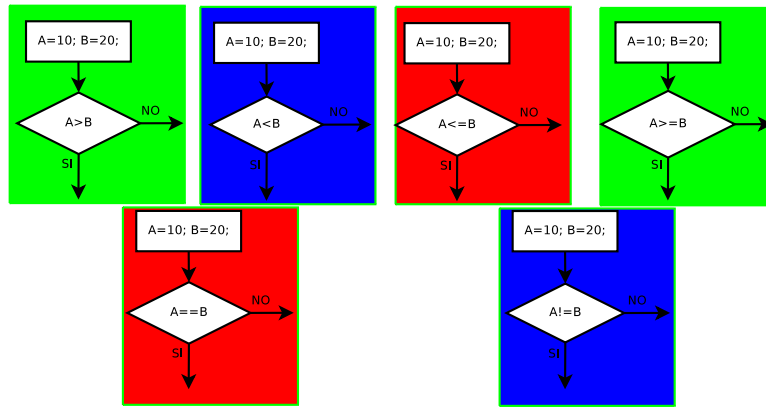 A=10; B=20;
A>B
NO
SI
A=10; B=20;
A<B
NO
SI
A=10; B=20;
A<=B
NO
SI
A=10; B=20;
A>=B
NO
SI
A=10; B=20;
A==B
NO
SI
A=10; B=20;
A!=B
NO
SI